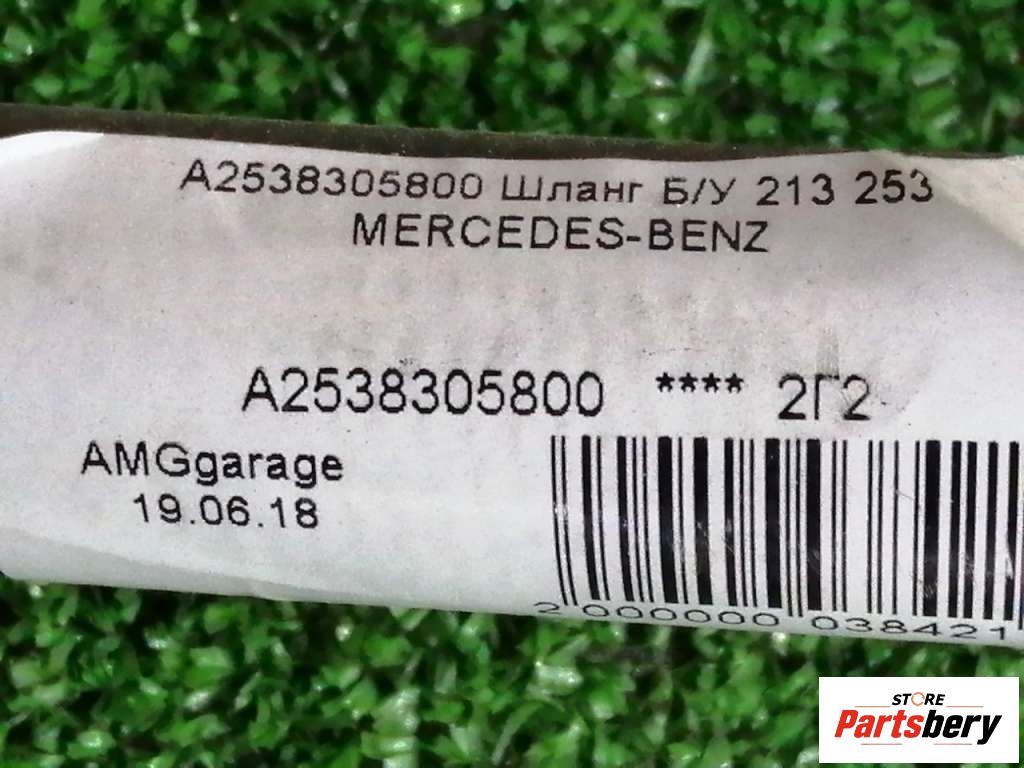 A2538305800 Шланг Б/У 213 253
MERCEDES-BENZ
A2538305800 **** 2Г2
AMGgarage
19.06.18
2 000000 038421
STORE
Partsbery